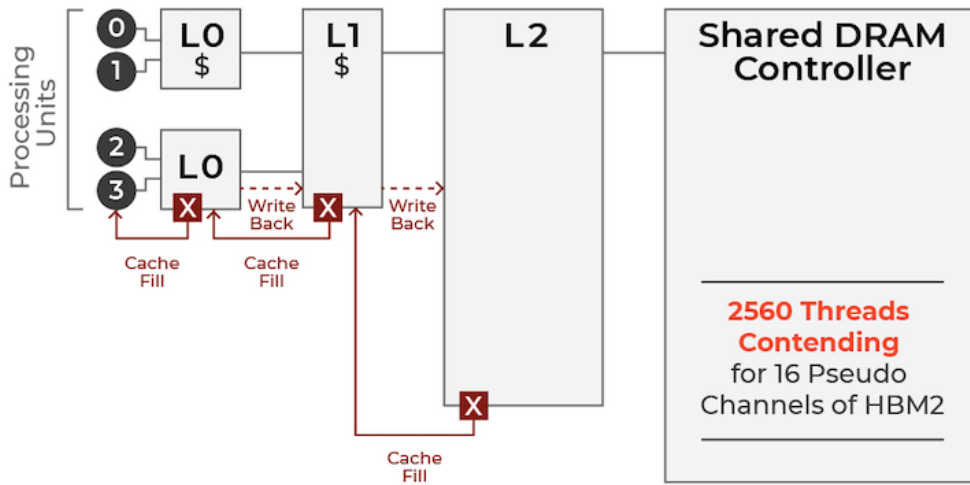 Processing
Units
0
1
2
3
L0
$
L0
L1
$
L2
Shared DRAM
Controller
X
X
X
Write
Back
Write
Back
Cache
Fill
Cache
Fill
Cache
Fill
2560 Threads
Contending
for 16 Pseudo
Channels of HBM2